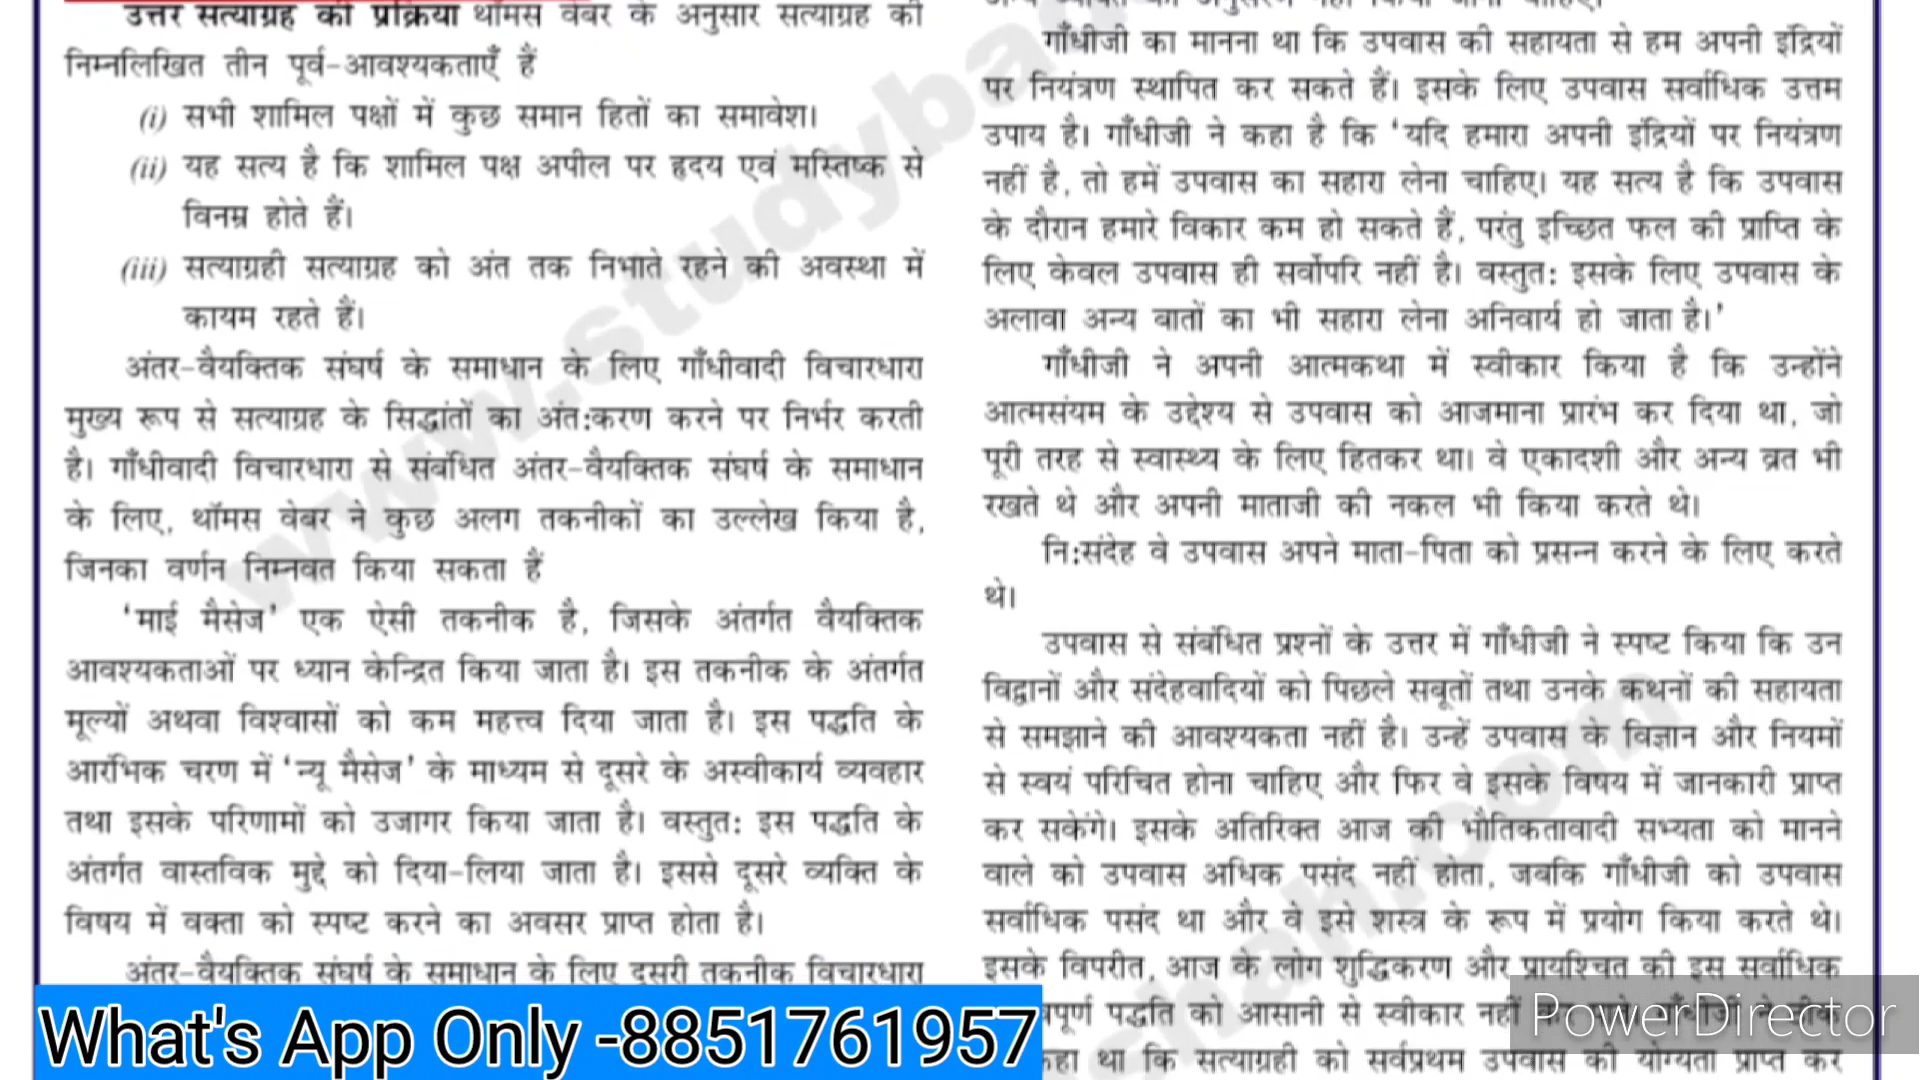 उत्तर सत्याग्रह की प्रक्रिया थॉमस वेबर के अनुसार सत्याग्रह की
निम्नलिखित तीन पूर्व-आवश्यकताएँ हैं
(i) सभी शामिल पक्षों में कुछ समान हितों का समावेश।
(ii) यह सत्य है कि शामिल पक्ष अपील पर हृदय एवं मस्तिष्क से
विनम्र होते हैं।
(iii) सत्याग्रही सत्याग्रह को अंत तक निभाते रहने की अवस्था में
कायम रहते हैं।
अंतर-वैयक्तिक संघर्ष के समाधान के लिए गाँधीवादी विचारधारा
मुख्य रूप से सत्याग्रह के सिद्धांतों का अंत:करण करने पर निर्भर करती
है। गाँधीवादी विचारधारा से संबंधित अंतर-वैयक्तिक संघर्ष के समाधान
के लिए, थॉमस वेबर ने कुछ अलग तकनीकों का उल्लेख किया है,
जिनका वर्णन निम्नवत किया सकता हैं
‘माई मैसेज’ एक ऐसी तकनीक है, जिसके अंतर्गत वैयक्तिक
आवश्यकताओं पर ध्यान केन्द्रित किया जाता है। इस तकनीक के अंतर्गत
मूल्यों अथवा विश्वासों को कम महत्त्व दिया जाता है। इस पद्धति के
आरंभिक चरण में ‘न्यू मैसेज’ के माध्यम से दूसरे के अस्वीकार्य व्यवहार
तथा इसके परिणामों को उजागर किया जाता है। वस्तुत: इस पद्धति के
अंतर्गत वास्तविक मुद्दे को दिया-लिया जाता है। इससे दूसरे व्यक्ति के
विषय में वक्ता को स्पष्ट करने का अवसर प्राप्त होता है।
अंतर-वैयक्तिक संघर्ष के समाधान के लिए दूसरी तकनीक विचारधारा
गाँधीजी का मानना था कि उपवास की सहायता से हम अपनी इंद्रियों
पर नियंत्रण स्थापित कर सकते हैं। इसके लिए उपवास सर्वाधिक उत्तम
उपाय है। गाँधीजी ने कहा है कि ‘यदि हमारा अपनी इंद्रियों पर नियंत्रण
नहीं है, तो हमें उपवास का सहारा लेना चाहिए। यह सत्य है कि उपवास
के दौरान हमारे विकार कम हो सकते हैं, परंतु इच्छित फल की प्राप्ति के
लिए केवल उपवास ही सर्वोपरि नहीं है। वस्तुत: इसके लिए उपवास के
अलावा अन्य बातों का भी सहारा लेना अनिवार्य हो जाता है।’
गाँधीजी ने अपनी आत्मकथा में स्वीकार किया है कि उन्होंने
आत्मसंयम के उद्देश्य से उपवास को आजमाना प्रारंभ कर दिया था, जो
पूरी तरह से स्वास्थ्य के लिए हितकर था। वे एकादशी और अन्य व्रत भी
रखते थे और अपनी माताजी की नकल भी किया करते थे।
नि:संदेह वे उपवास अपने माता-पिता को प्रसन्न करने के लिए करते
थे।
उपवास से संबंधित प्रश्नों के उत्तर में गाँधीजी ने स्पष्ट किया कि उन
विद्वानों और संदेहवादियों को पिछले सबूतों तथा उनके कथनों की सहायता
से समझाने की आवश्यकता नहीं है। उन्हें उपवास के विज्ञान और नियमों
से स्वयं परिचित होना चाहिए और फिर वे इसके विषय में जानकारी प्राप्त
कर सकेंगे। इसके अतिरिक्त आज की भौतिकतावादी सभ्यता को मानने
वाले को उपवास अधिक पसंद नहीं होता, जबकि गाँधीजी को उपवास
सर्वाधिक पसंद था और वे इसे शस्त्र के रूप में प्रयोग किया करते थे।
इसके विपरीत, आज के लोग शुद्धिकरण और प्रायश्चित की इस सर्वाधिक
पद्धति को आसानी से स्वीकार नहीं
था कि सत्याग्रही को सर्वप्रथम उपवास की योग्यता प्राप्त कर
What's App Only -8851761957
PowerDirector